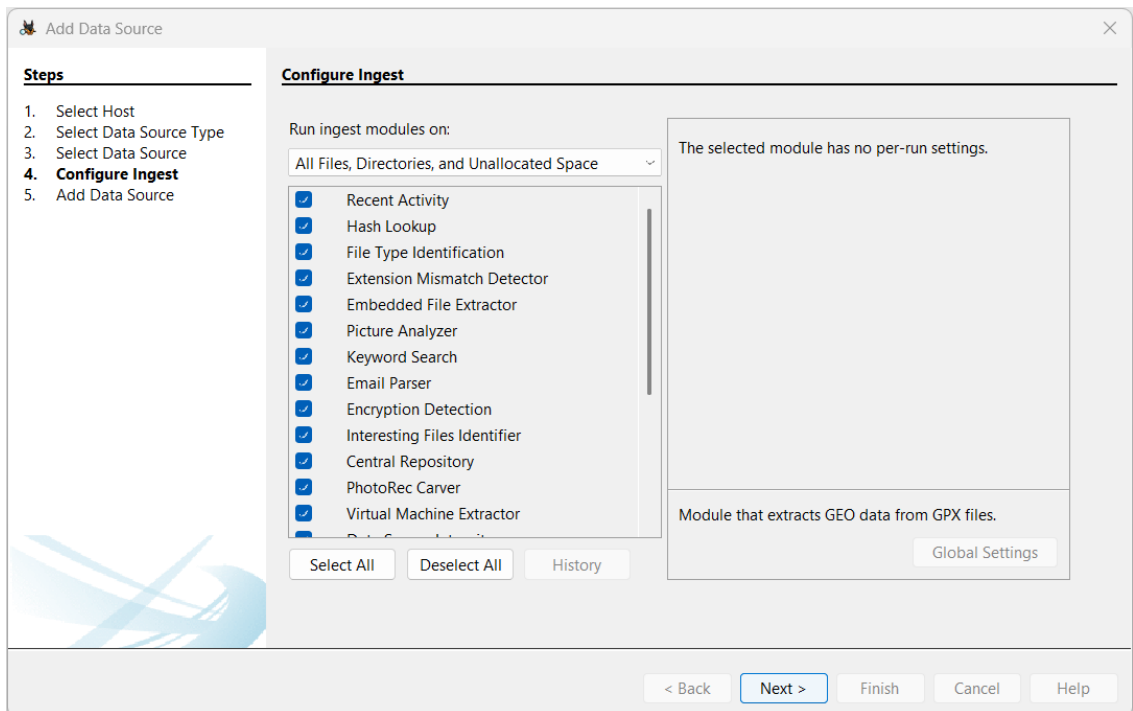 Add Data Source
Steps
1. Select Host
2. Select Data Source Type
3. Select Data Source
4. Configure Ingest
5. Add Data Source
Configure Ingest
Run ingest modules on:
All Files, Directories, and Unallocated Space
Recent Activity
Hash Lookup
File Type Identification
Extension Mismatch Detector
Embedded File Extractor
Picture Analyzer
Keyword Search
Email Parser
Encryption Detection
Interesting Files Identifier
Central Repository
PhotoRec Carver
Virtual Machine Extractor
Select All Deselect All History
The selected module has no per-run settings.
Module that extracts GEO data from GPX files.
Global Settings
< Back Next > Finish Cancel Help